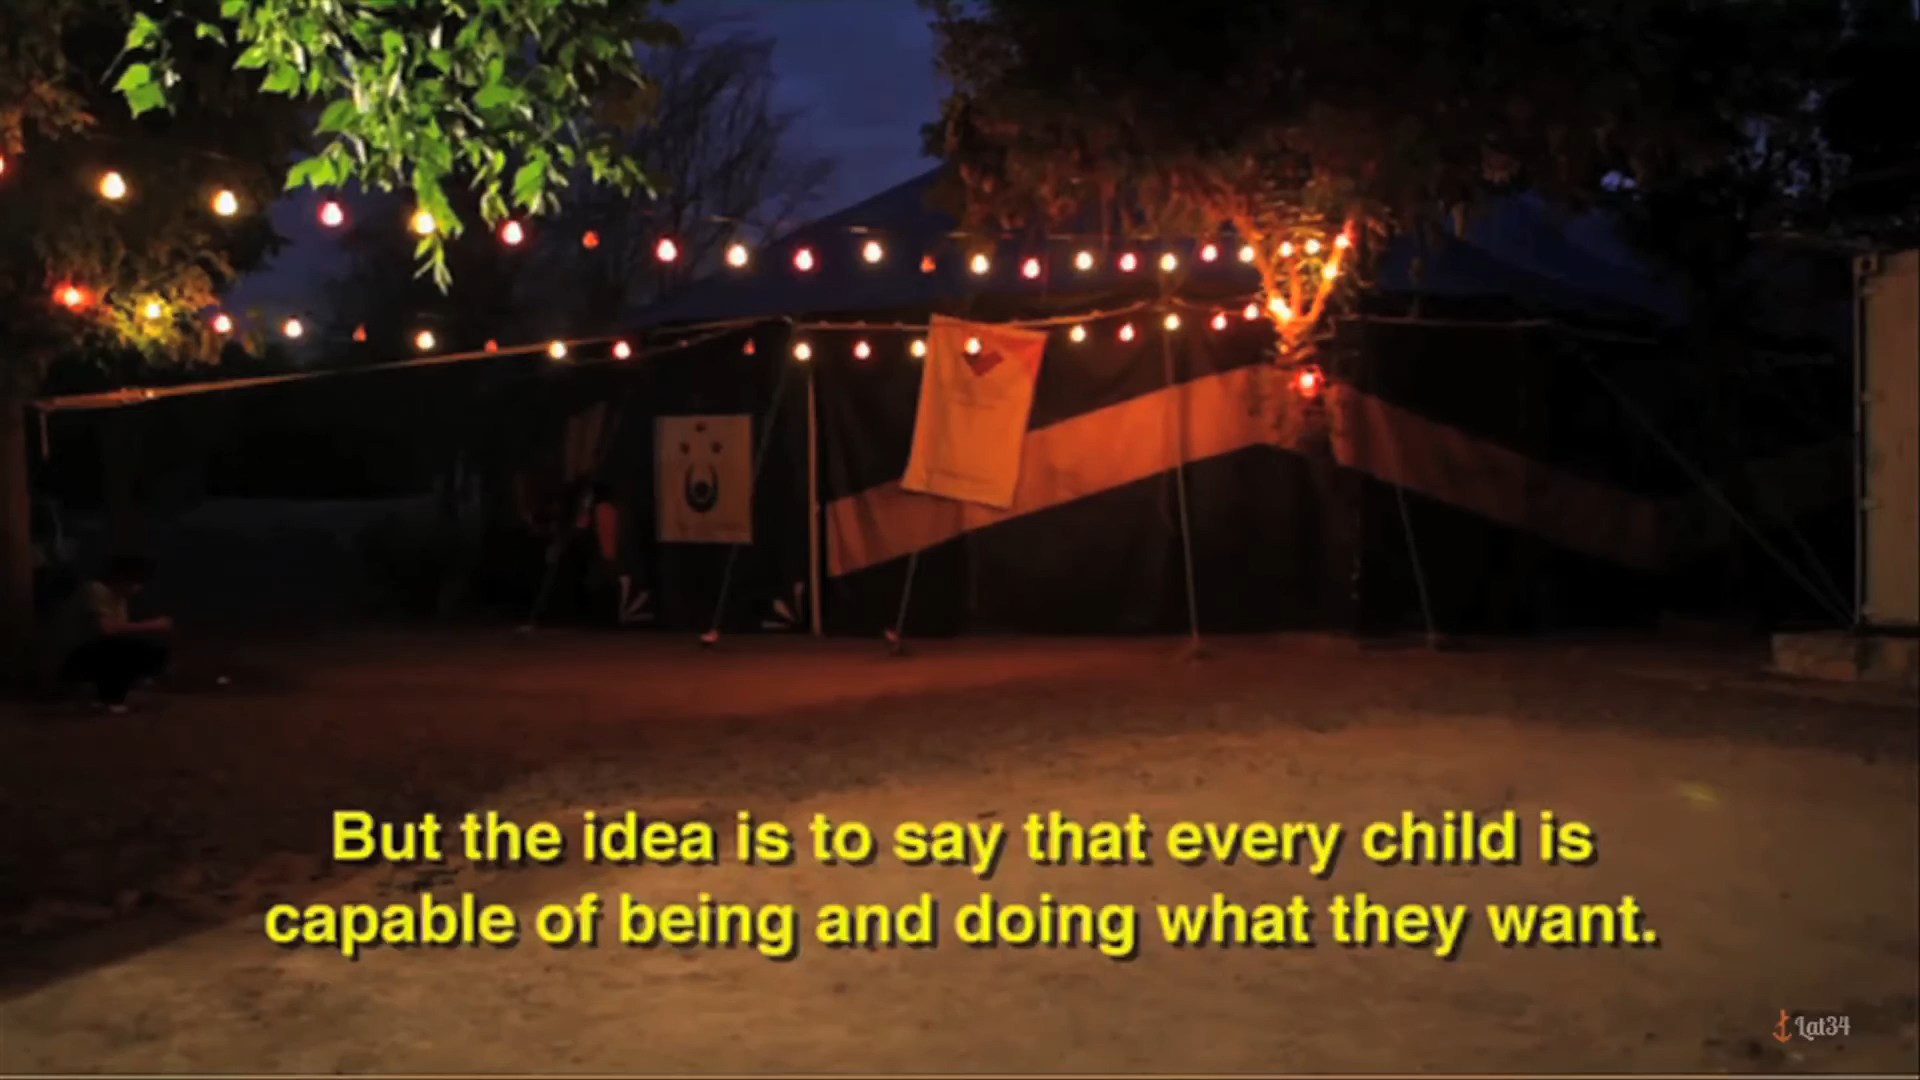 But the idea is to say that every child is
capable of being and doing what they want.
Lat34